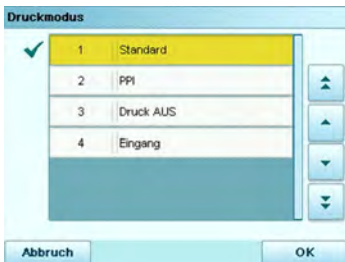 Druckmodus
1 Standard
2 PPI
3 Druck AUS
4 Eingang
Abbruch OK